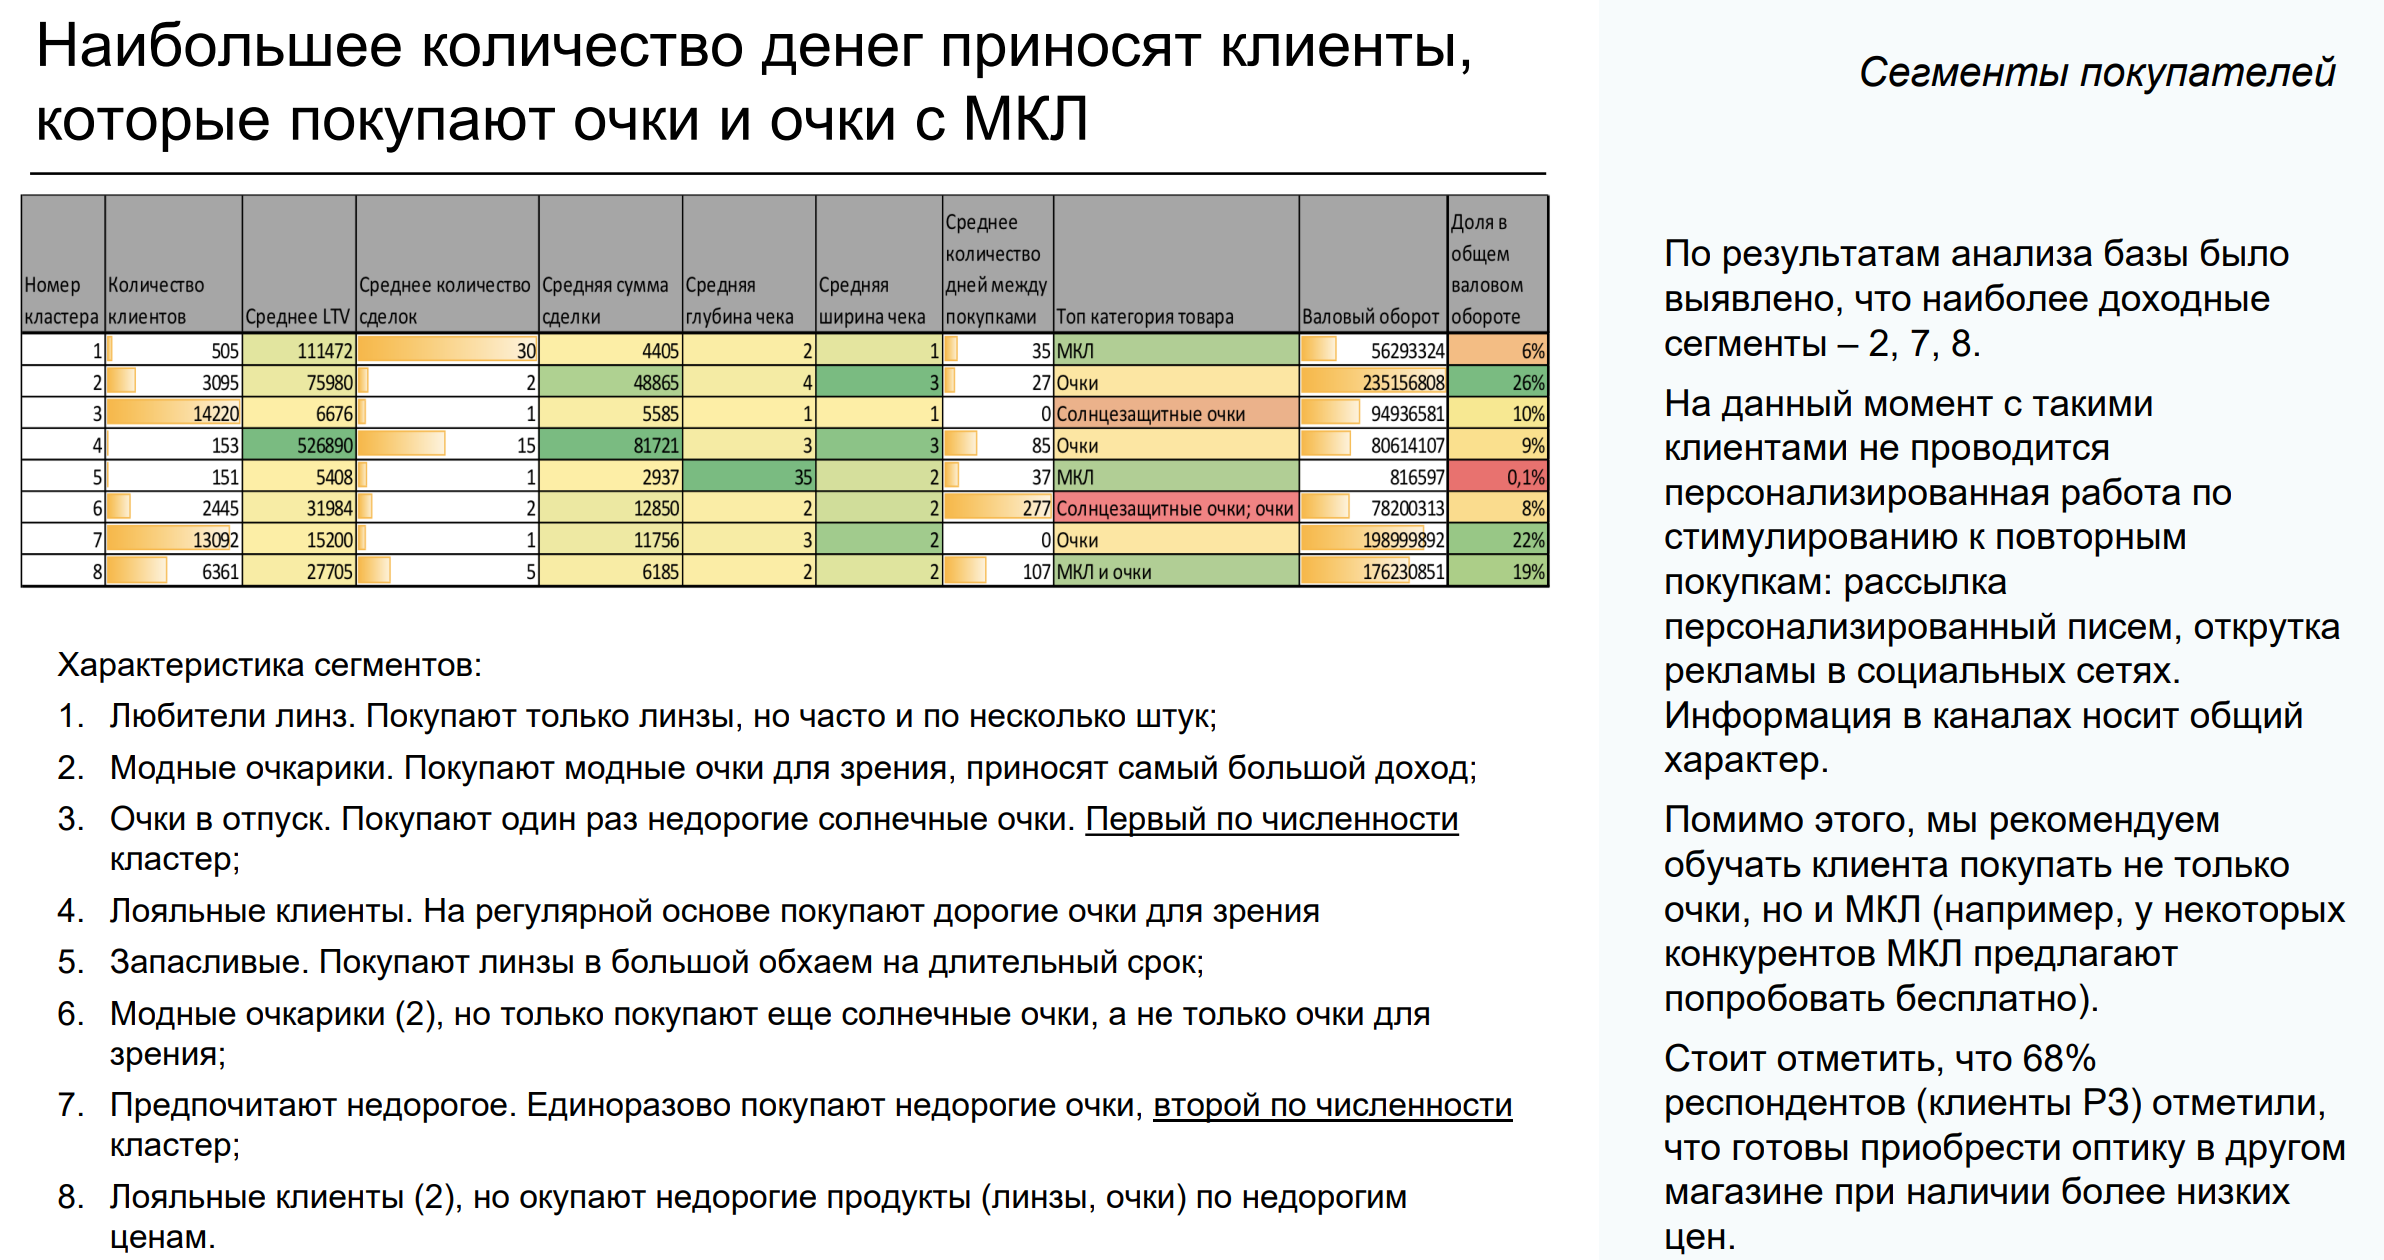 Наибольшее количество денег приносят клиенты,
которые покупают очки и очки с МКЛ
Сегменты покупателей
Номер кластера | Количество клиентов | Среднее LTV | Среднее количество сделок | Средняя сумма сделки | Средняя глубина чека | Средняя ширина чека | Среднее количество дней между покупками | Топ категория товара | Валовый оборот | Доля в общем валовом обороте
1 | 505 | 111472 | 30 | 4405 | 2 | 1 | 35 | МКЛ | 56293324 | 6%
2 | 3095 | 75980 | 2 | 48865 | 4 | 3 | 27 | Очки | 235156808 | 26%
3 | 14220 | 6676 | 1 | 5585 | 1 | 1 | 0 | Солнцезащитные очки | 94936581 | 10%
4 | 153 | 526890 | 15 | 81721 | 3 | 3 | 85 | Очки | 80614107 | 9%
5 | 151 | 5408 | 1 | 2937 | 35 | 2 | 37 | МКЛ | 816597 | 0,1%
6 | 2445 | 31984 | 2 | 12850 | 2 | 2 | 277 | Солнцезащитные очки; очки | 78200313 | 8%
7 | 13092 | 15200 | 1 | 11756 | 3 | 2 | 0 | Очки | 198999892 | 22%
8 | 6361 | 27705 | 5 | 6185 | 2 | 2 | 107 | МКЛ и очки | 176230851 | 19%
Характеристика сегментов:
1. Любители линз. Покупают только линзы, но часто и по несколько штук;
2. Модные очкарики. Покупают модные очки для зрения, приносят самый большой доход;
3. Очки в отпуск. Покупают один раз недорогие солнечные очки. Первый по численности
кластер;
4. Лояльные клиенты. На регулярной основе покупают дорогие очки для зрения
5. Запасливые. Покупают линзы в большой обхаем на длительный срок;
6. Модные очкарики (2), но только покупают еще солнечные очки, а не только очки для
зрения;
7. Предпочитают недорогое. Единоразово покупают недорогие очки, второй по численности
кластер;
8. Лояльные клиенты (2), но окупают недорогие продукты (линзы, очки) по недорогим
ценам.
По результатам анализа базы было
выявлено, что наиболее доходные
сегменты – 2, 7, 8.
На данный момент с такими
клиентами не проводится
персонализированная работа по
стимулированию к повторным
покупкам: рассылка
персонализированный писем, открутка
рекламы в социальных сетях.
Информация в каналах носит общий
характер.
Помимо этого, мы рекомендуем
обучать клиента покупать не только
очки, но и МКЛ (например, у некоторых
конкурентов МКЛ предлагают
попробовать бесплатно).
Стоит отметить, что 68%
респондентов (клиенты РЗ) отметили,
что готовы приобрести оптику в другом
магазине при наличии более низких
цен.